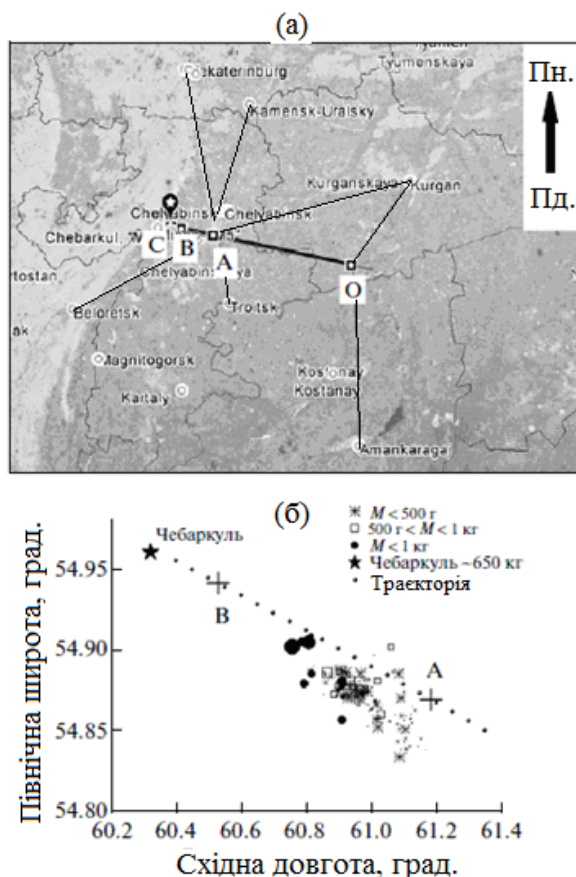 (а)
Tyumen
Tyumenskaya
Пн.
ekaterinburg
Kamensk-Uralsky
Kurganskaya
Kurgan
Пд.
Chelyabinsk
Chelyabinsk
Chebarkul,
C
B
A
O
Beloretsk
Troitsk
Magnitogorsk
Kartaly
Kostanay
Kostanay
Amankaragai
(б)
M < 500 г
500 г < M < 1 кг
M < 1 кг
Чебаркуль ~650 кг
Траєкторія
Чебаркуль
B
A
Північна широта, град.
54.95
54.90
54.85
54.80
60.2 60.4 60.6 60.8 61.0 61.2 61.4
Східна довгота, град.